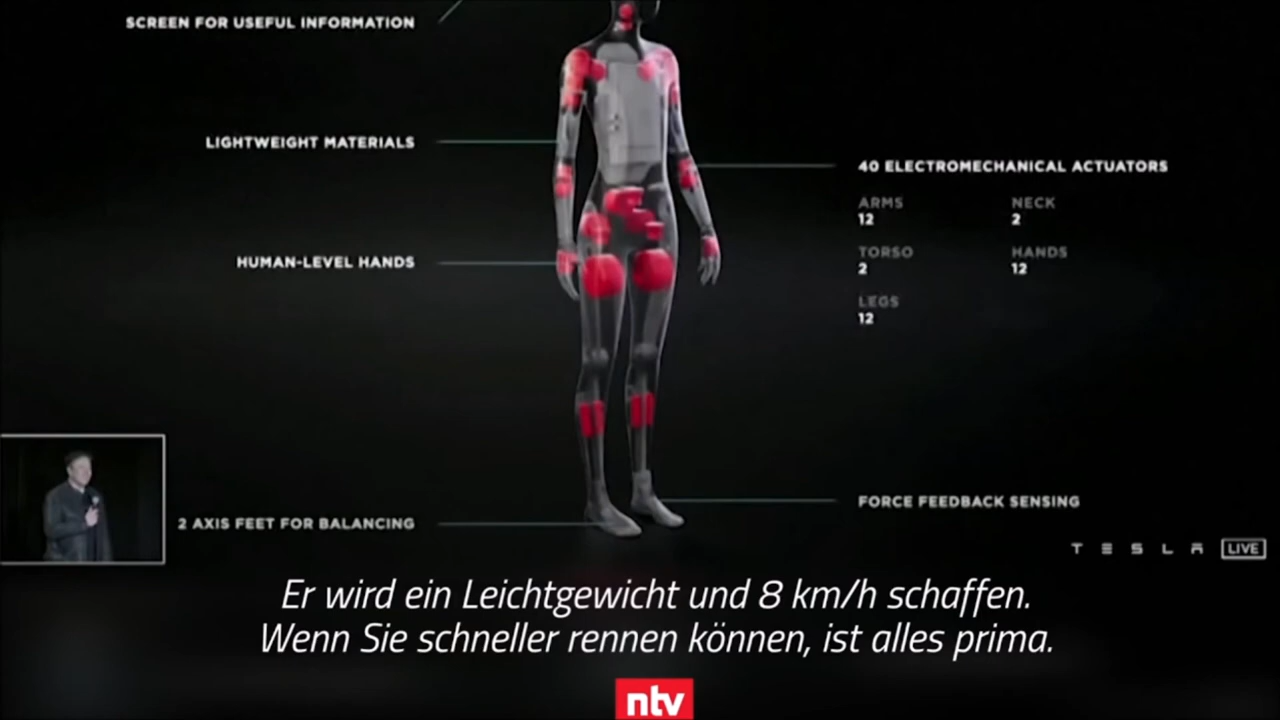 SCREEN FOR USEFUL INFORMATION
LIGHTWEIGHT MATERIALS
HUMAN-LEVEL HANDS
2 AXIS FEET FOR BALANCING
40 ELECTROMECHANICAL ACTUATORS
ARMS
12
NECK
2
TORSO
2
HANDS
12
LEGS
12
FORCE FEEDBACK SENSING
TESLA LIVE
Er wird ein Leichtgewicht und 8 km/h schaffen.
Wenn Sie schneller rennen können, ist alles prima.
ntv